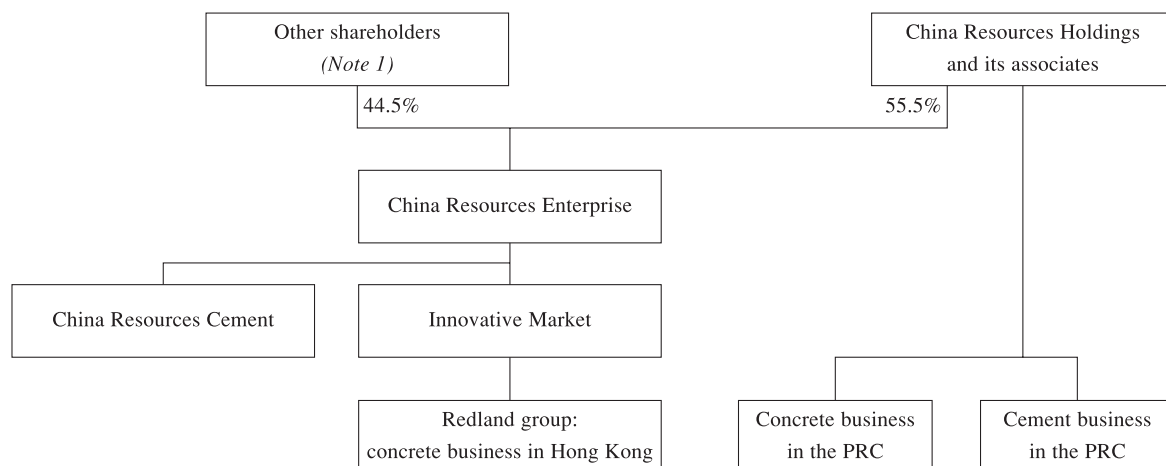 Other shareholders
(Note 1)
China Resources Holdings
and its associates
44.5%
55.5%
China Resources Enterprise
China Resources Cement
Innovative Market
Redland group:
concrete business in Hong Kong
Concrete business
in the PRC
Cement business
in the PRC